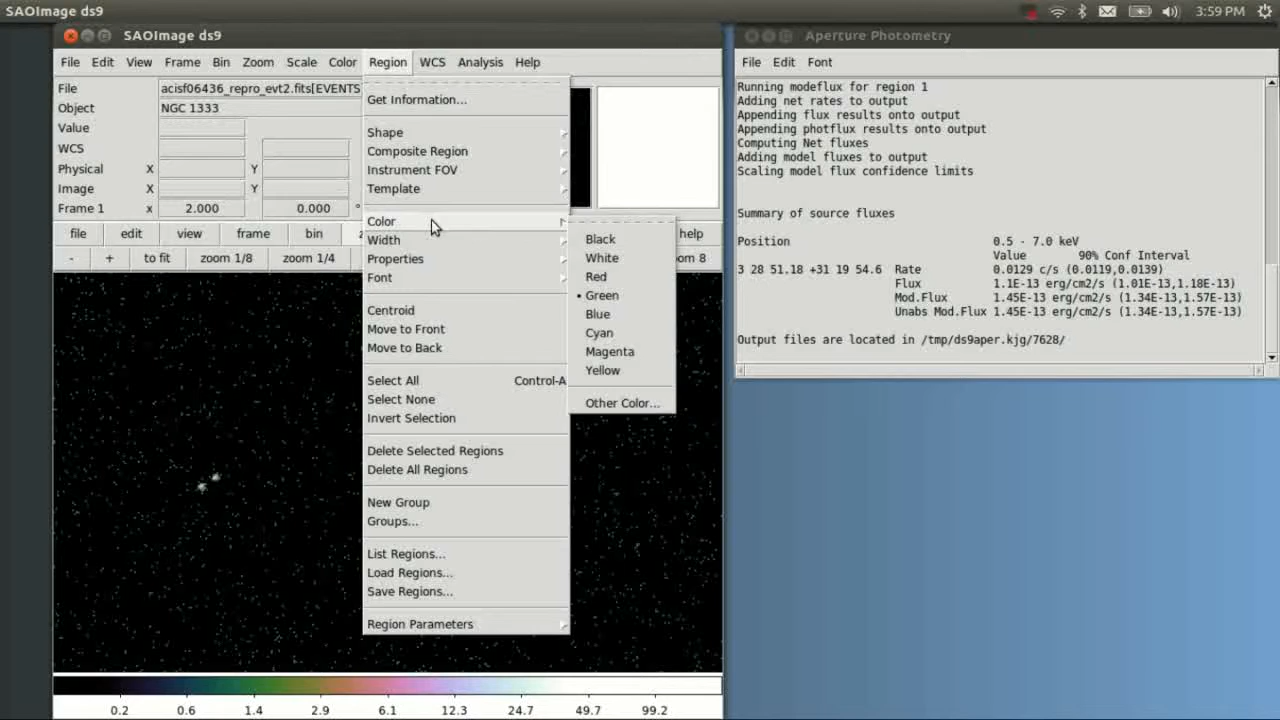 SAOImage ds9
3:59 PM
SAOImage ds9
File Edit View Frame Bin Zoom Scale Color Region WCS Analysis Help
File acisf06436_repro_evt2.fits[EVENTS
Object NGC 1333
Value
WCS
Physical X Y
Image X Y
Frame 1 x 2.000 0.000 °
file edit view frame bin help
- + to fit zoom 1/8 zoom 1/4 om 8
Get Information...
Shape
Composite Region
Instrument FOV
Template
Color
Width
Properties
Font
Centroid
Move to Front
Move to Back
Select All Control-A
Select None
Invert Selection
Delete Selected Regions
Delete All Regions
New Group
Groups...
List Regions...
Load Regions...
Save Regions...
Region Parameters
Black
White
Red
• Green
Blue
Cyan
Magenta
Yellow
Other Color...
0.2 0.6 1.4 2.9 6.1 12.3 24.7 49.7 99.2
Aperture Photometry
File Edit Font
Running modeflux for region 1
Adding net rates to output
Appending flux results onto output
Appending photflux results onto output
Computing Net fluxes
Adding model fluxes to output
Scaling model flux confidence limits
Summary of source fluxes
Position 0.5 - 7.0 keV
Value 90% Conf Interval
3 28 51.18 +31 19 54.6 Rate 0.0129 c/s (0.0119,0.0139)
Flux 1.1E-13 erg/cm2/s (1.01E-13,1.18E-13)
Mod.Flux 1.45E-13 erg/cm2/s (1.34E-13,1.57E-13)
Unabs Mod.Flux 1.45E-13 erg/cm2/s (1.34E-13,1.57E-13)
Output files are located in /tmp/ds9aper.kjg/7628/